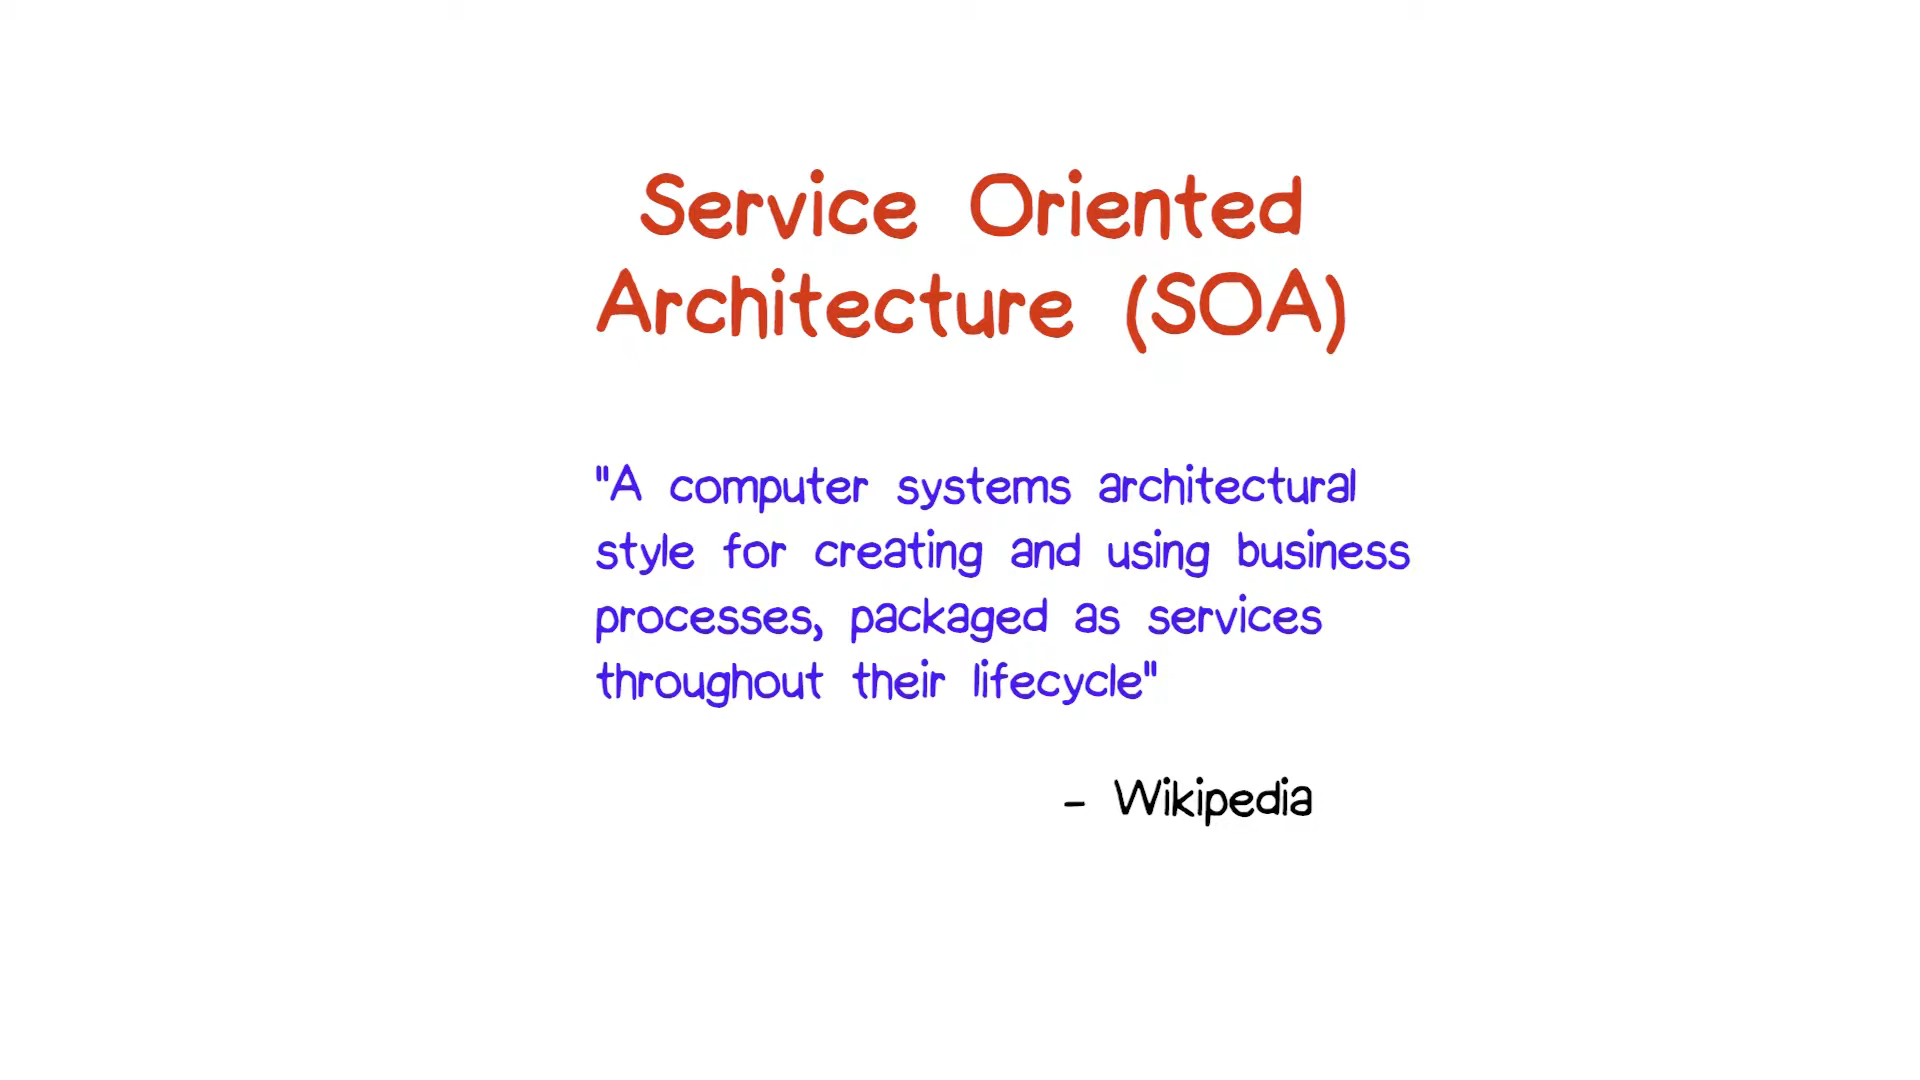 Service Oriented
Architecture (SOA)
"A computer systems architectural
style for creating and using business
processes, packaged as services
throughout their lifecycle"
- Wikipedia